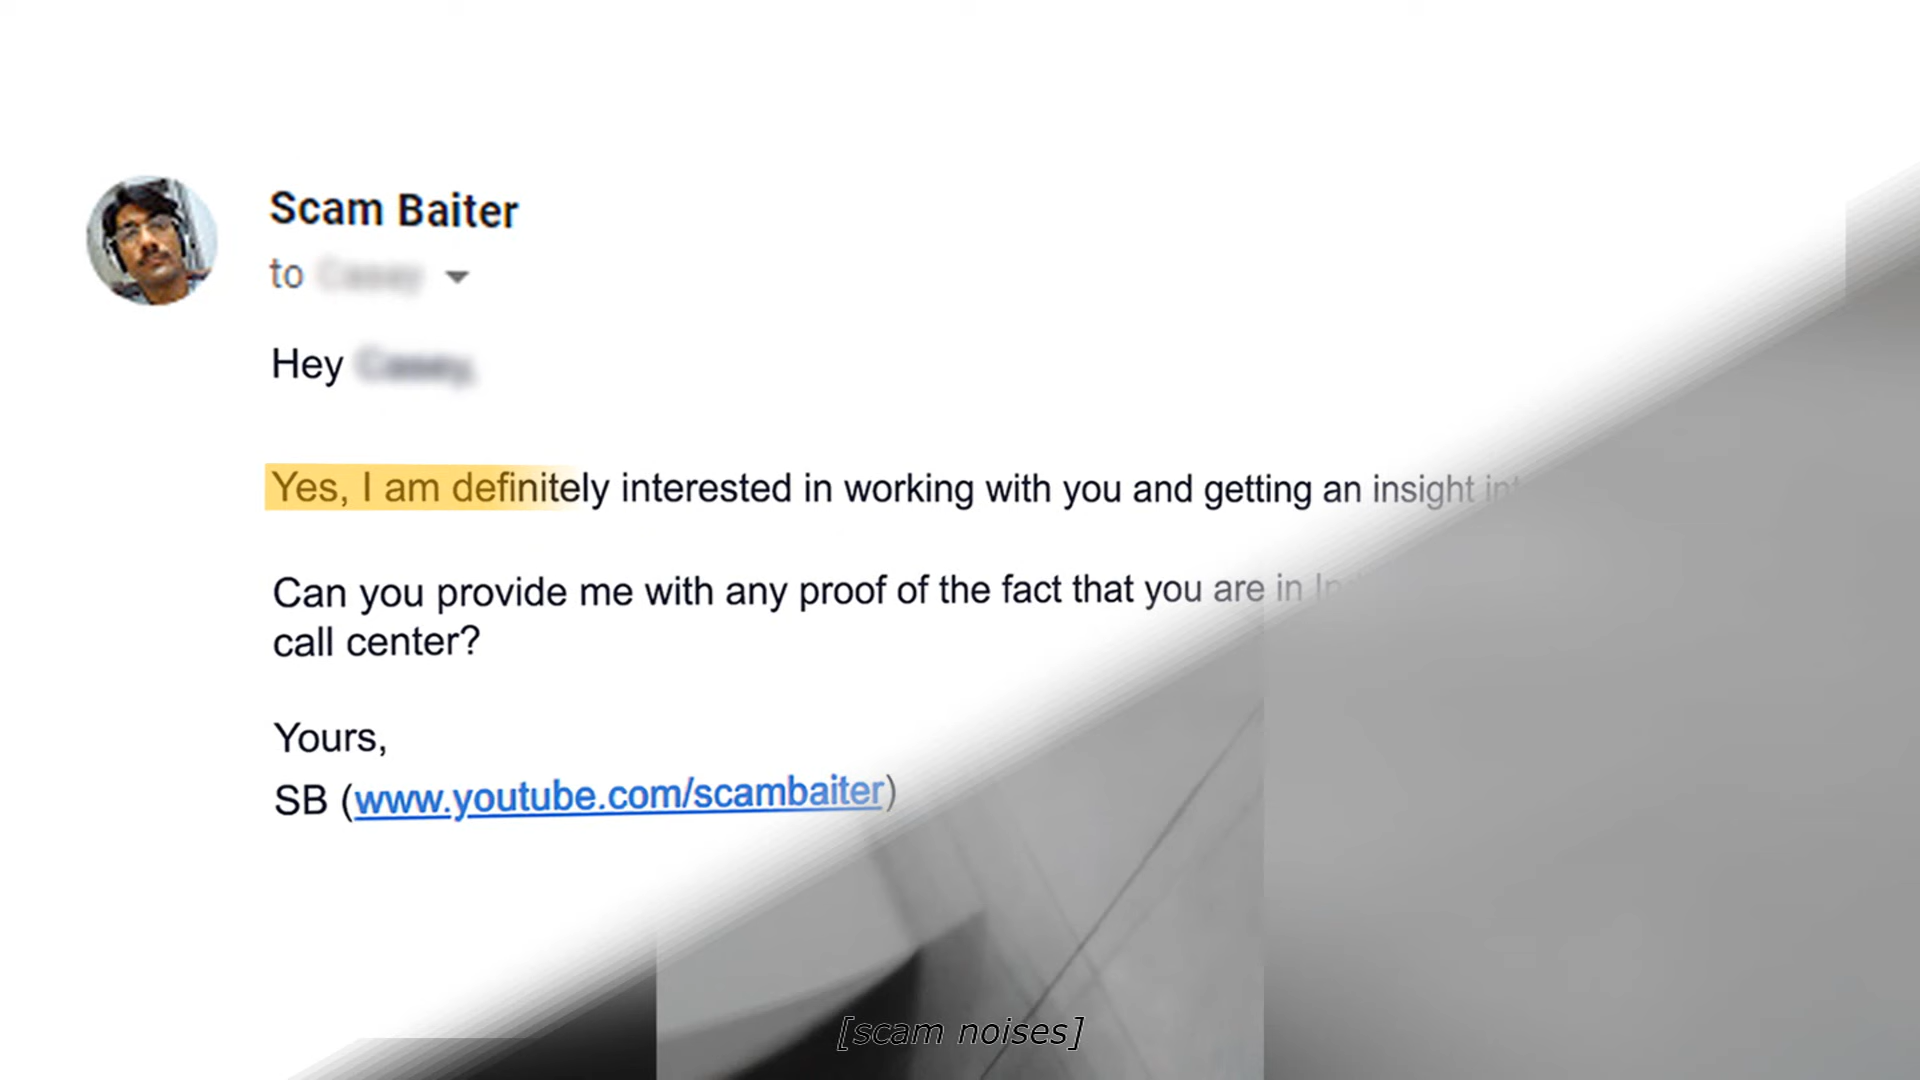 Scam Baiter
to
Hey
Yes, I am definitely interested in working with you and getting an insight
Can you provide me with any proof of the fact that you are in
call center?
Yours,
SB (www.youtube.com/scambaiter)
[scam noises]